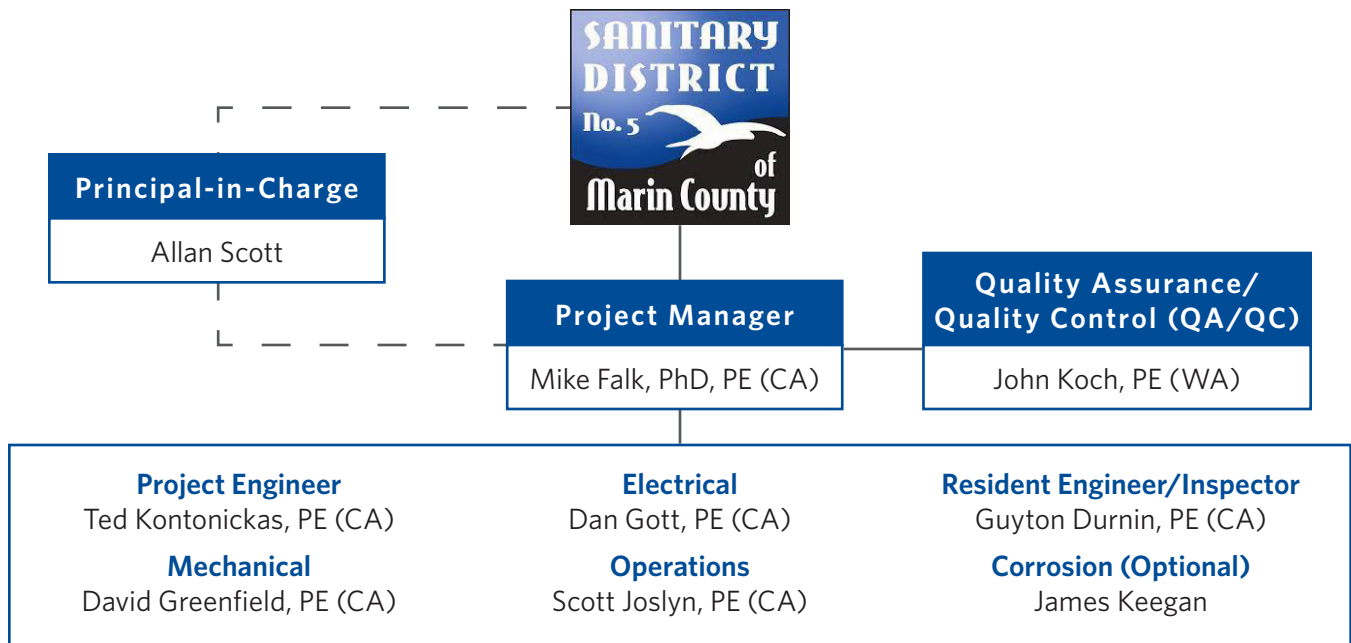 SANITARY
DISTRICT
No. 5
of
Marin County
Principal-in-Charge
Allan Scott
Project Manager
Mike Falk, PhD, PE (CA)
Quality Assurance/
Quality Control (QA/QC)
John Koch, PE (WA)
Project Engineer
Ted Kontonickas, PE (CA)
Mechanical
David Greenfield, PE (CA)
Electrical
Dan Gott, PE (CA)
Operations
Scott Joslyn, PE (CA)
Resident Engineer/Inspector
Guyton Durnin, PE (CA)
Corrosion (Optional)
James Keegan